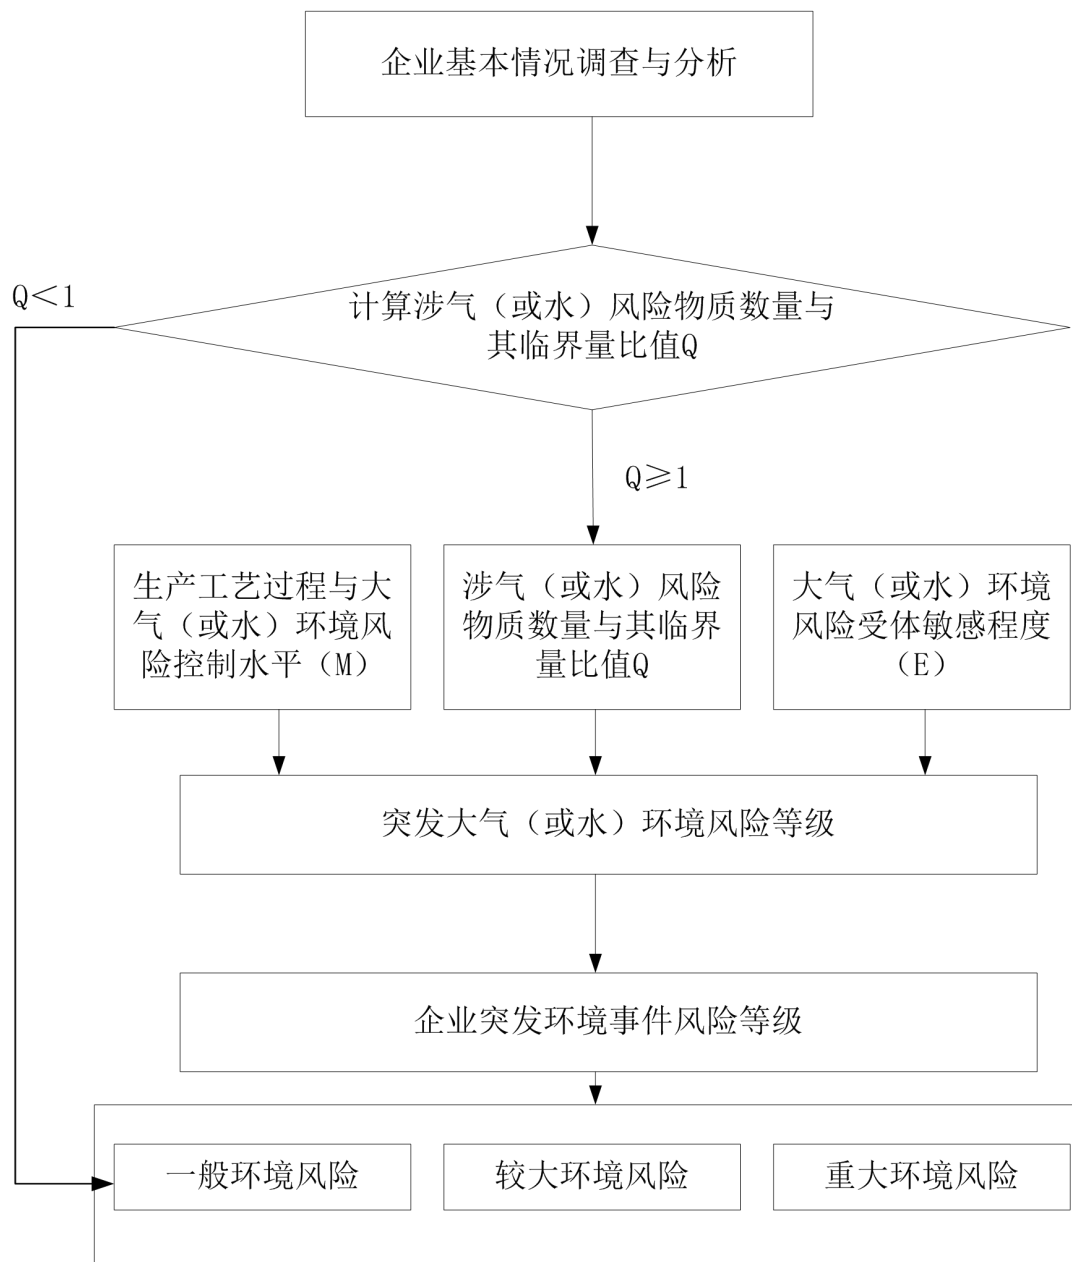 企业基本情况调查与分析
Q＜1
计算涉气（或水）风险物质数量与
其临界量比值Q
Q≥1
生产工艺过程与大
气（或水）环境风
险控制水平（M）
涉气（或水）风险
物质数量与其临界
量比值Q
大气（或水）环境
风险受体敏感程度
（E）
突发大气（或水）环境风险等级
企业突发环境事件风险等级
一般环境风险
较大环境风险
重大环境风险